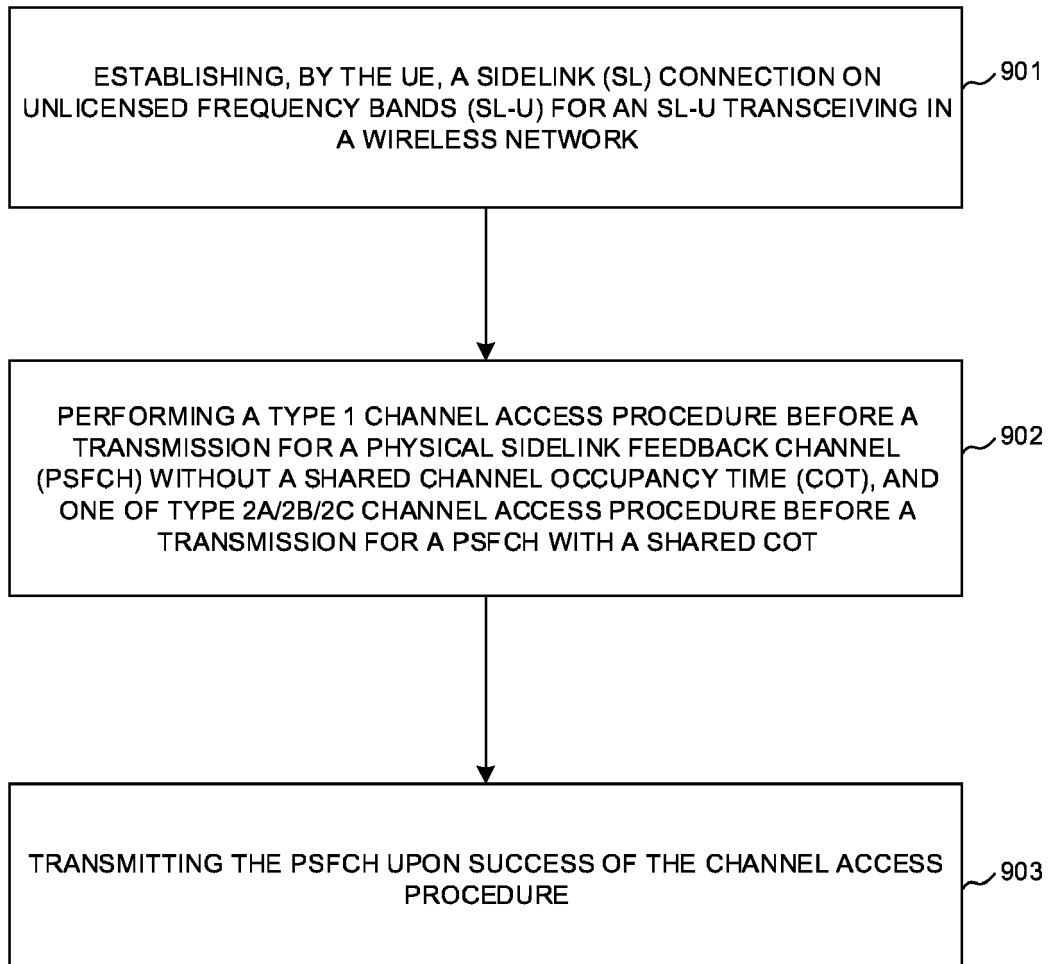 ESTABLISHING, BY THE UE, A SIDELINK (SL) CONNECTION ON
UNLICENSED FREQUENCY BANDS (SL-U) FOR AN SL-U TRANSCEIVING IN
A WIRELESS NETWORK
901
PERFORMING A TYPE 1 CHANNEL ACCESS PROCEDURE BEFORE A
TRANSMISSION FOR A PHYSICAL SIDELINK FEEDBACK CHANNEL
(PSFCH) WITHOUT A SHARED CHANNEL OCCUPANCY TIME (COT), AND
ONE OF TYPE 2A/2B/2C CHANNEL ACCESS PROCEDURE BEFORE A
TRANSMISSION FOR A PSFCH WITH A SHARED COT
902
TRANSMITTING THE PSFCH UPON SUCCESS OF THE CHANNEL ACCESS
PROCEDURE
903